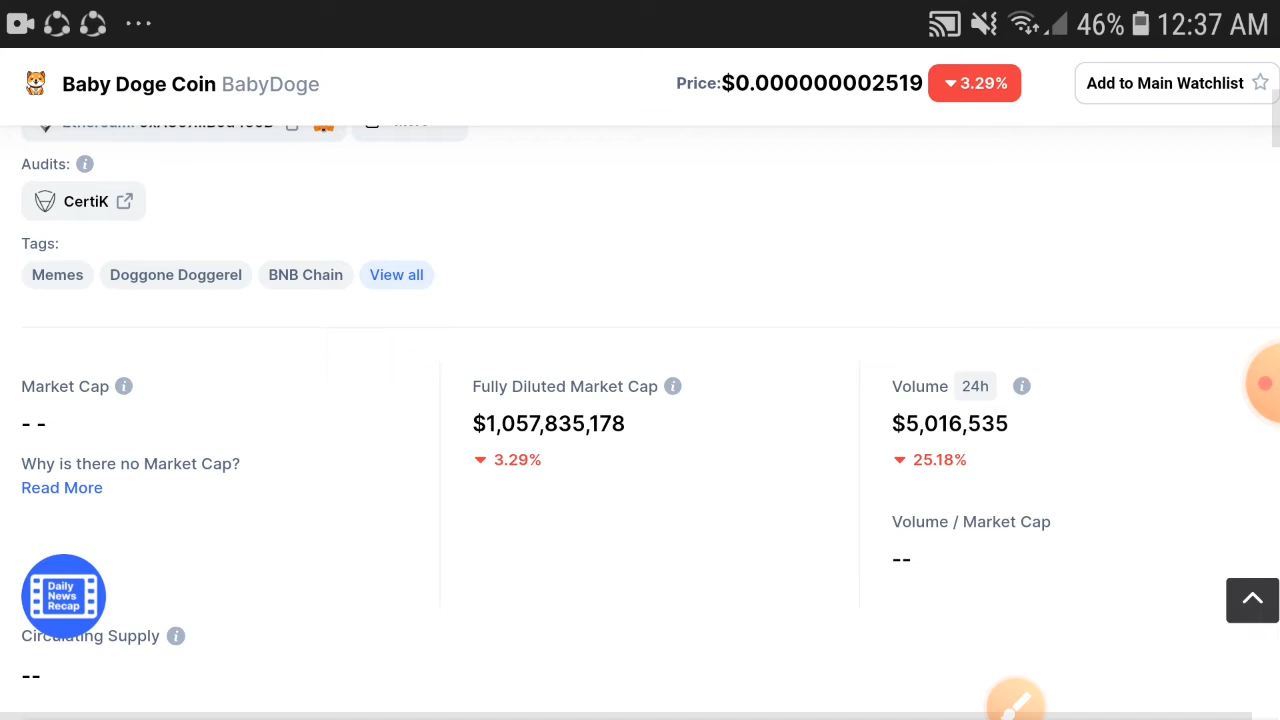 46% 12:37 AM
Baby Doge Coin BabyDoge
Price:$0.000000002519 3.29%
Add to Main Watchlist
Audits:
CertiK
Tags:
Memes Doggone Doggerel BNB Chain View all
Market Cap
- -
Why is there no Market Cap?
Read More
Fully Diluted Market Cap
$1,057,835,178
3.29%
Volume 24h
$5,016,535
25.18%
Volume / Market Cap
--
Daily
News
Recap
Circulating Supply
--